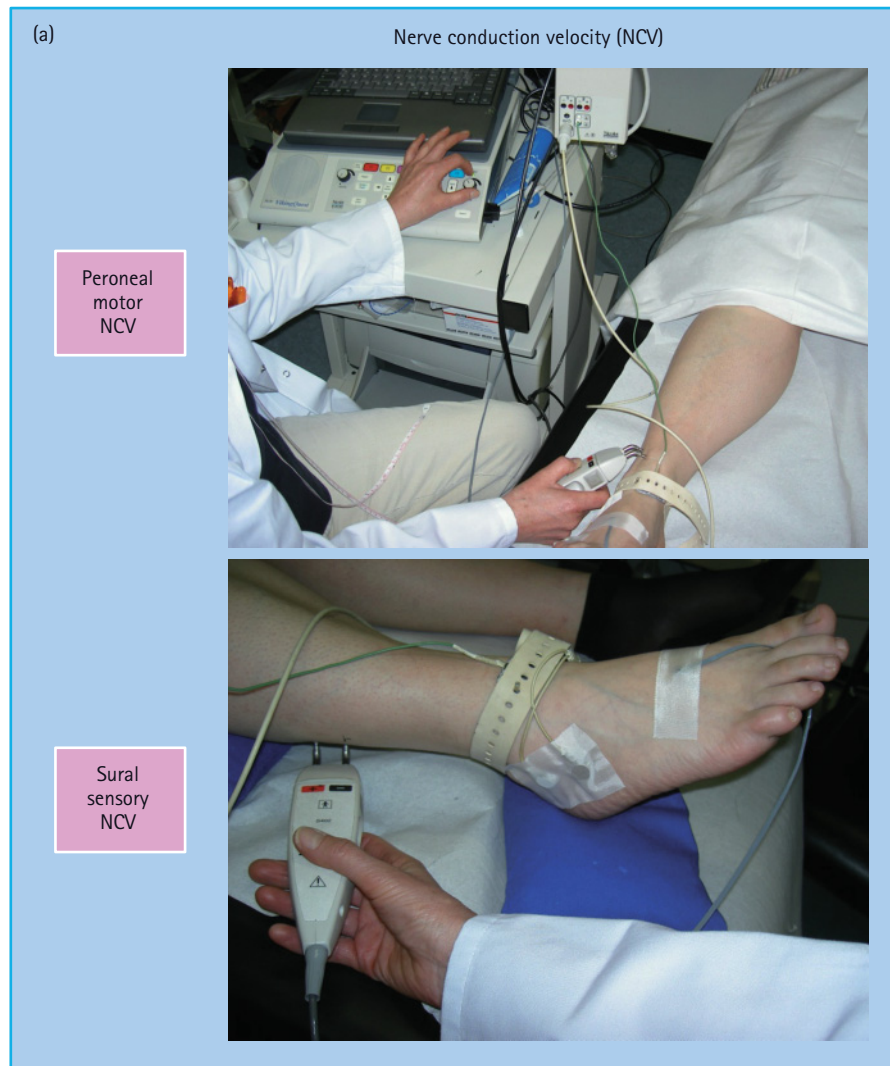 (a)
Nerve conduction velocity (NCV)
Peroneal
motor
NCV
Sural
sensory
NCV